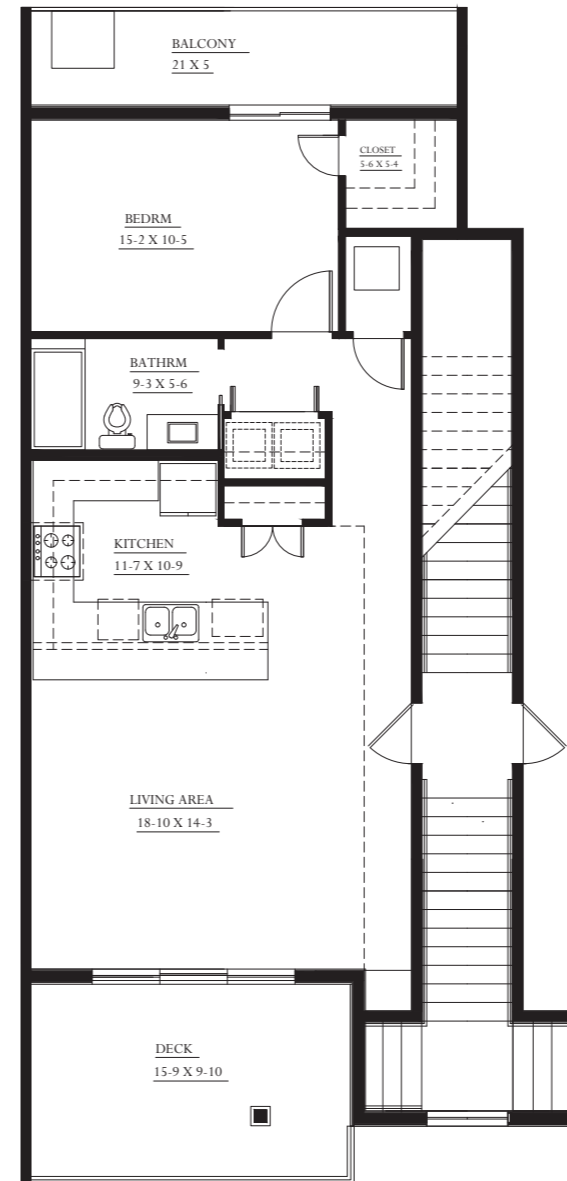 BALCONY
21 X 5
CLOSET
5-6 X 5-4
BEDRM
15-2 X 10-5
BATHRM
9-3 X 5-6
KITCHEN
11-7 X 10-9
LIVING AREA
18-10 X 14-3
DECK
15-9 X 9-10